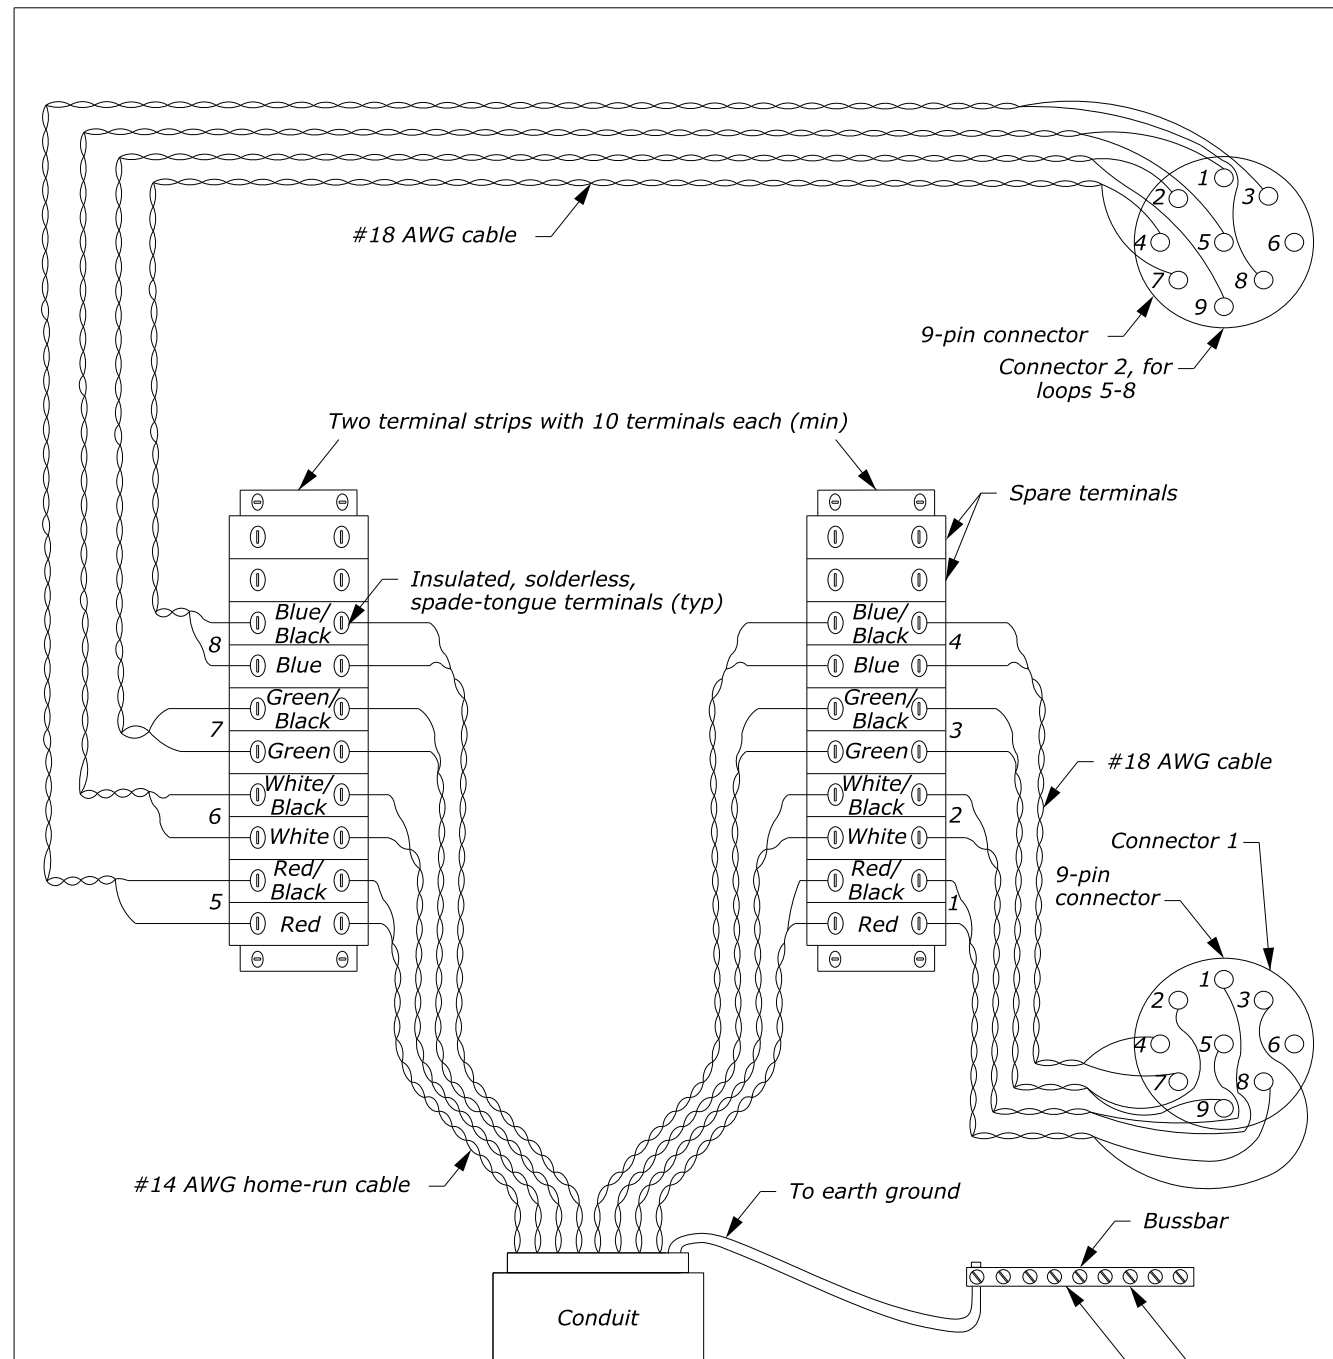 1
2
3
4
5
6
7
8
9
#18 AWG cable
9-pin connector
Connector 2, for
loops 5-8
Two terminal strips with 10 terminals each (min)
Spare terminals
Insulated, solderless,
spade-tongue terminals (typ)
Blue/
Black
8
Blue
Green/
Black
7
Green
White/
Black
6
White
Red/
Black
5
Red
Blue/
Black
4
Blue
Green/
Black
3
Green
White/
Black
2
White
Red/
Black
1
Red
#18 AWG cable
Connector 1
9-pin
connector
1
2
3
4
5
6
7
8
9
#14 AWG home-run cable
To earth ground
Bussbar
Conduit